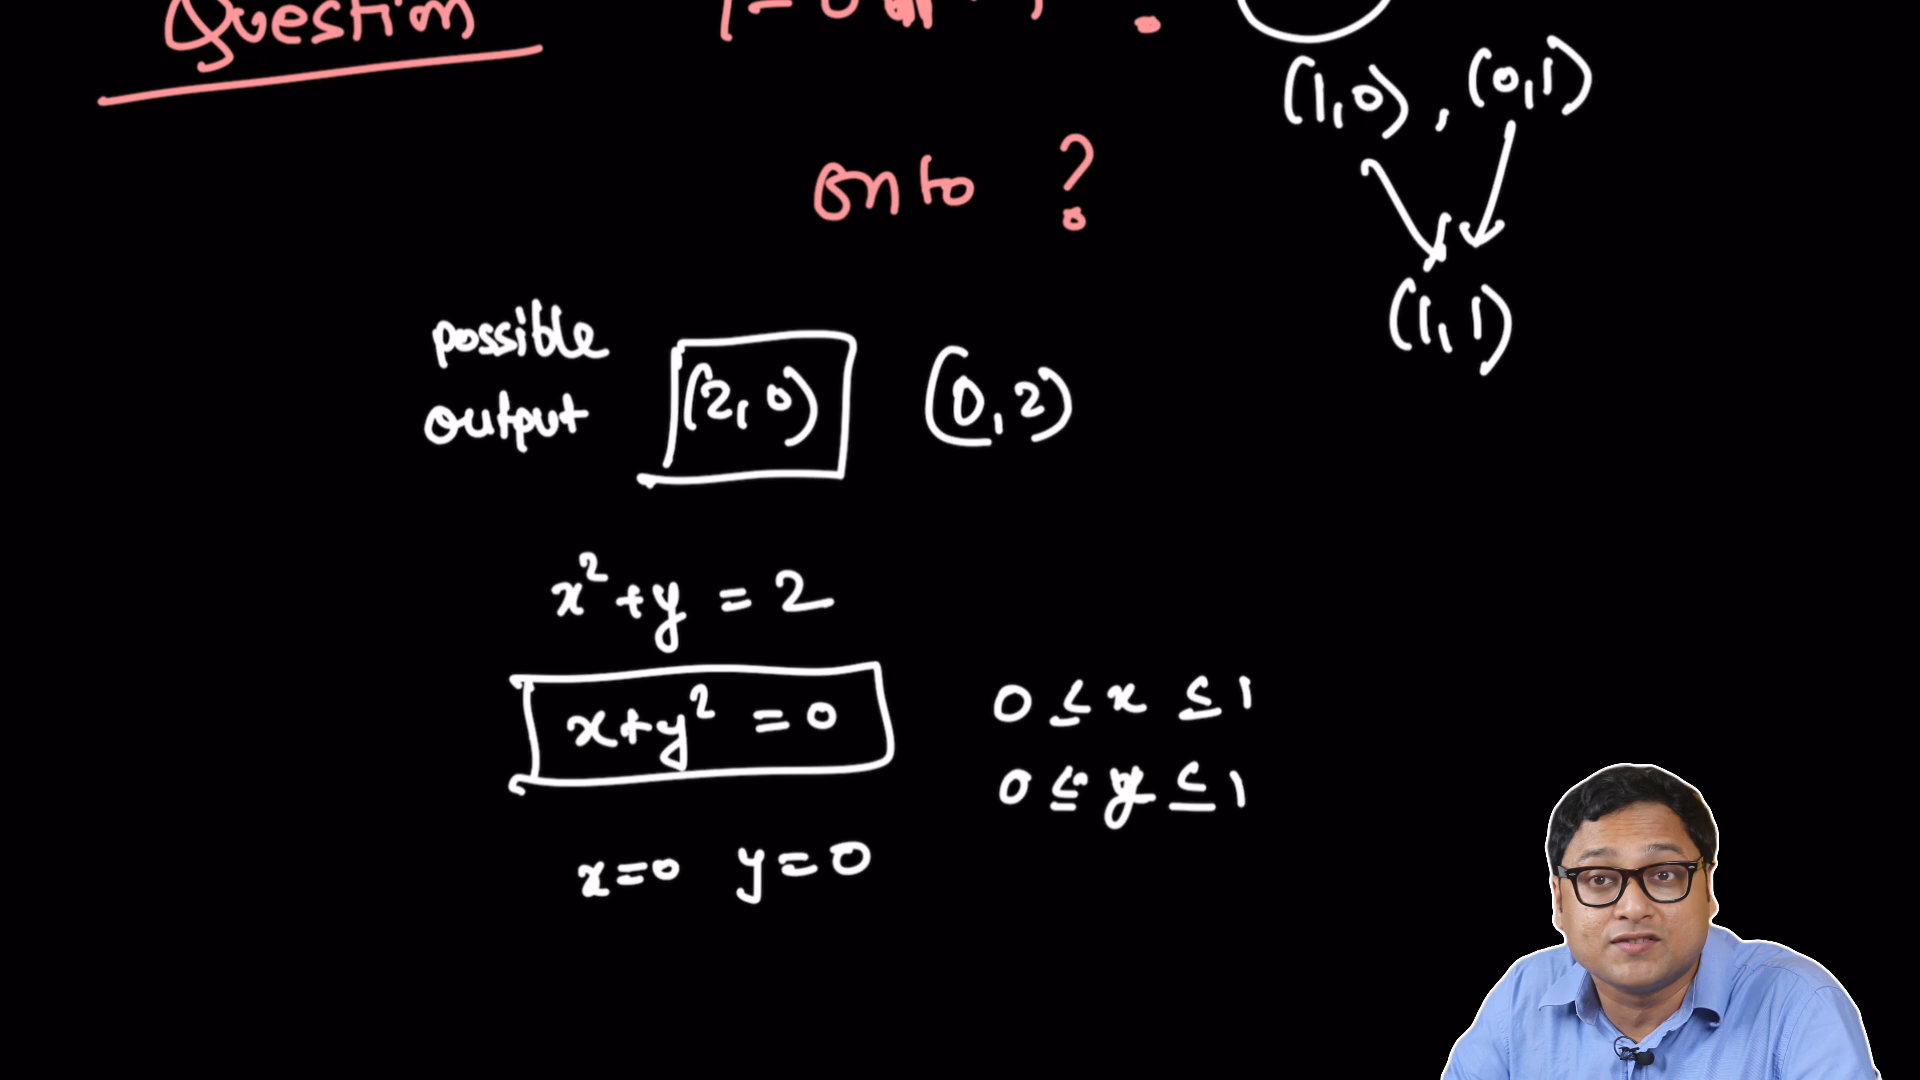 Question
(1,0) , (0,1)
onto ?
(1,1)
possible
output (2,0) (0,2)
x²+y = 2
x+y² = 0 0 ≤ x ≤ 1
0 ≤ y ≤ 1
x=0 y=0